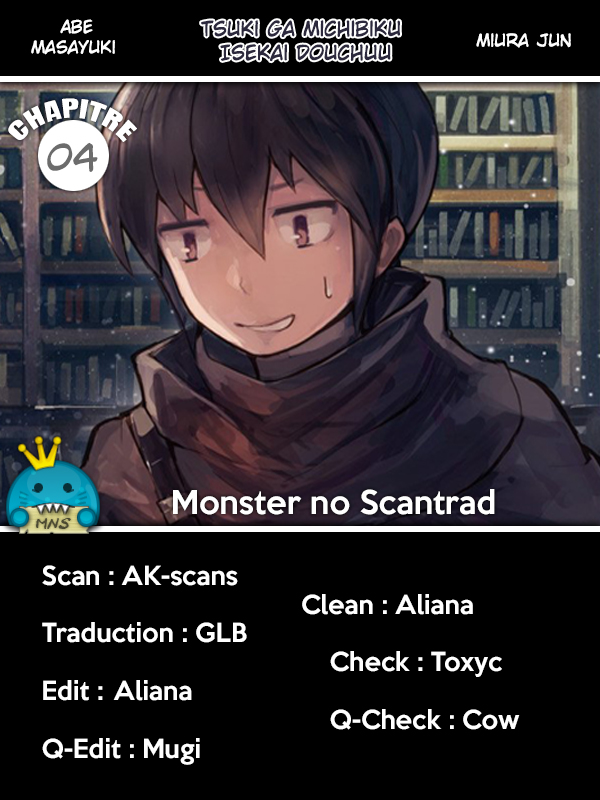 ABE
MASAYUKI
TSUKI GA MICHIBIKU
ISEKAI DOUCHUU
MIURA JUN
CHAPITRE
04
MNS
Monster no Scantrad
Scan : AK-scans
Clean : Aliana
Traduction : GLB
Check : Toxyc
Edit : Aliana
Q-Check : Cow
Q-Edit : Mugi